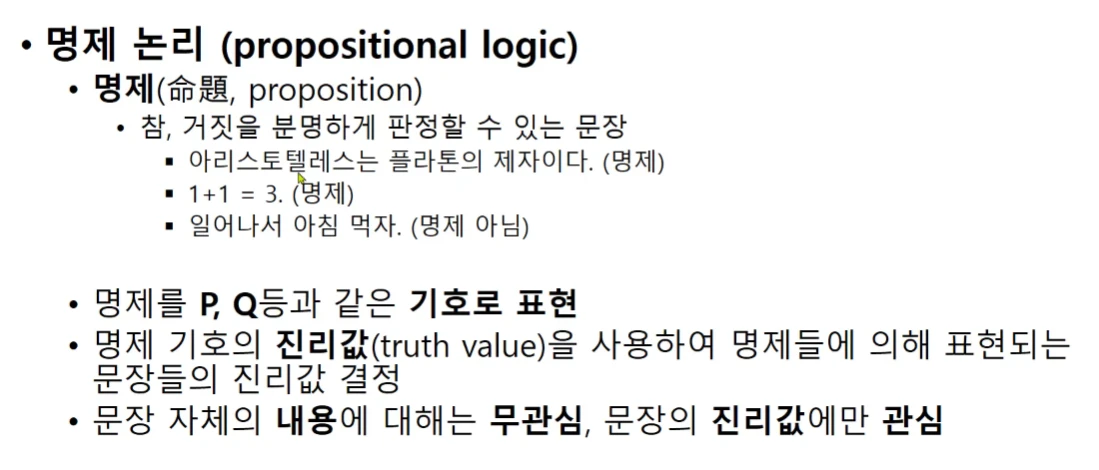 • 명제 논리 (propositional logic)
• 명제(命題, proposition)
• 참, 거짓을 분명하게 판정할 수 있는 문장
▪ 아리스토텔레스는 플라톤의 제자이다. (명제)
▪ 1+1 = 3. (명제)
▪ 일어나서 아침 먹자. (명제 아님)
• 명제를 P, Q등과 같은 기호로 표현
• 명제 기호의 진리값(truth value)을 사용하여 명제들에 의해 표현되는
문장들의 진리값 결정
• 문장 자체의 내용에 대해는 무관심, 문장의 진리값에만 관심